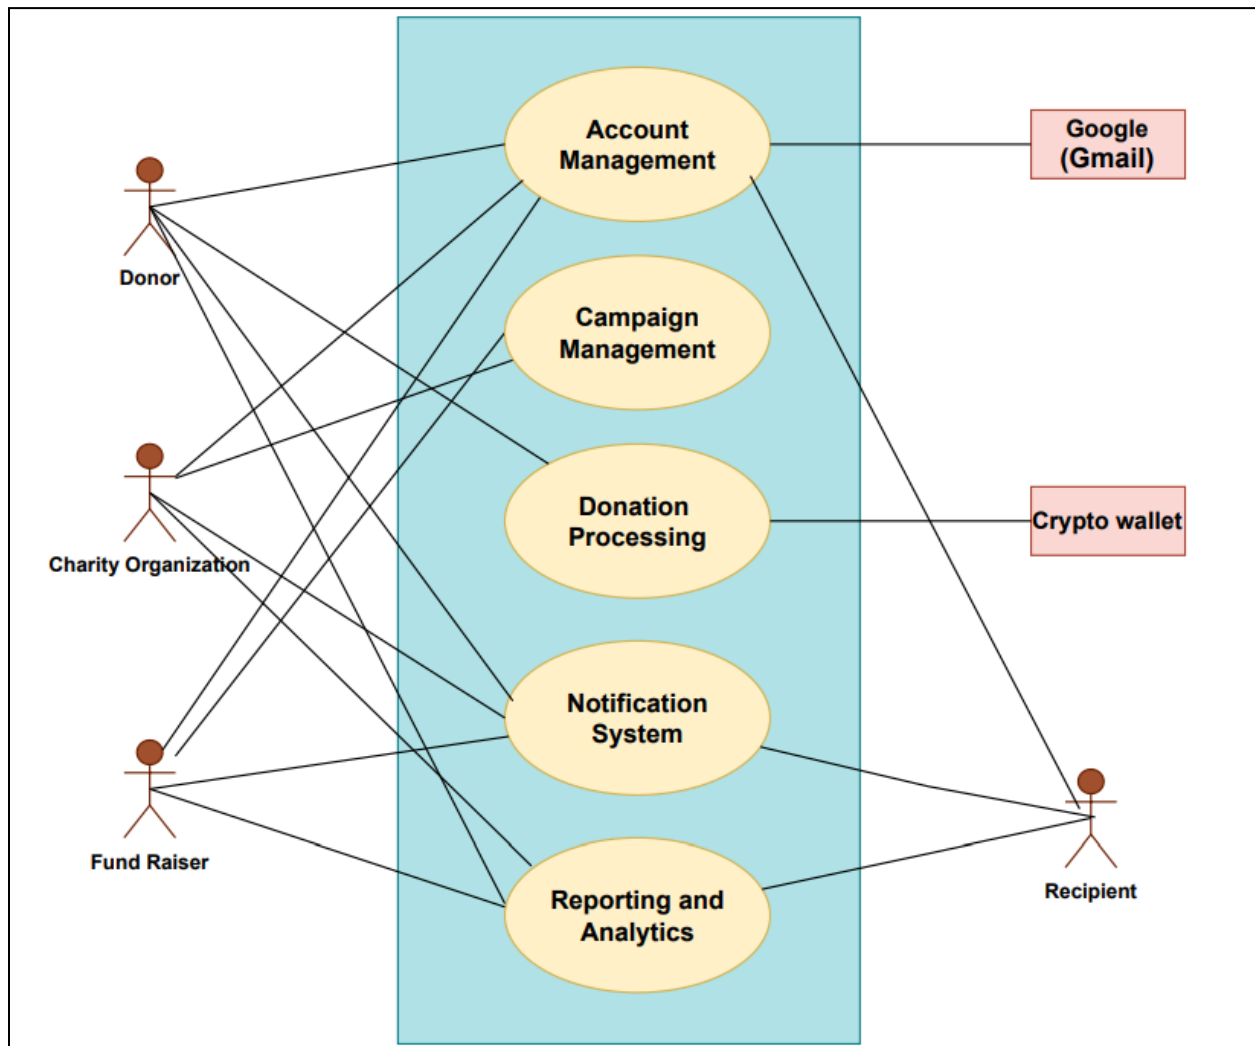 Account
Management
Google
(Gmail)
Donor
Campaign
Management
Donation
Processing
Crypto wallet
Charity Organization
Notification
System
Fund Raiser
Reporting and
Analytics
Recipient